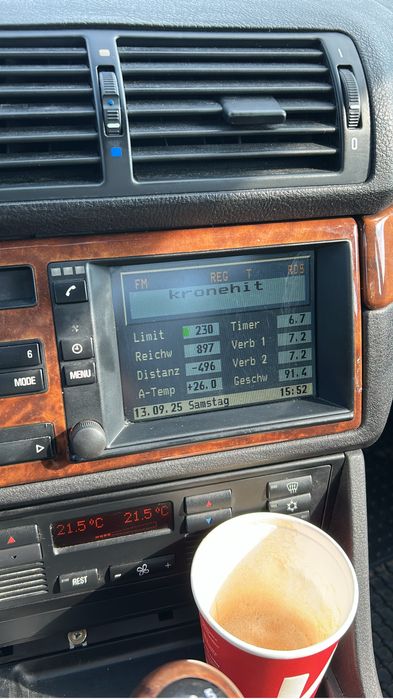 FM REG T RDS
kronehit
Limit 230 Timer 6.7
Reichw 897 Verb 1 7.2
Distanz -496 Verb 2 7.2
A-Temp +26.0 Geschw 91.4
13.09.25 Samstag 15:52
MENU
6
MODE
I
0
21.5°C 21.5°C
REST
- +